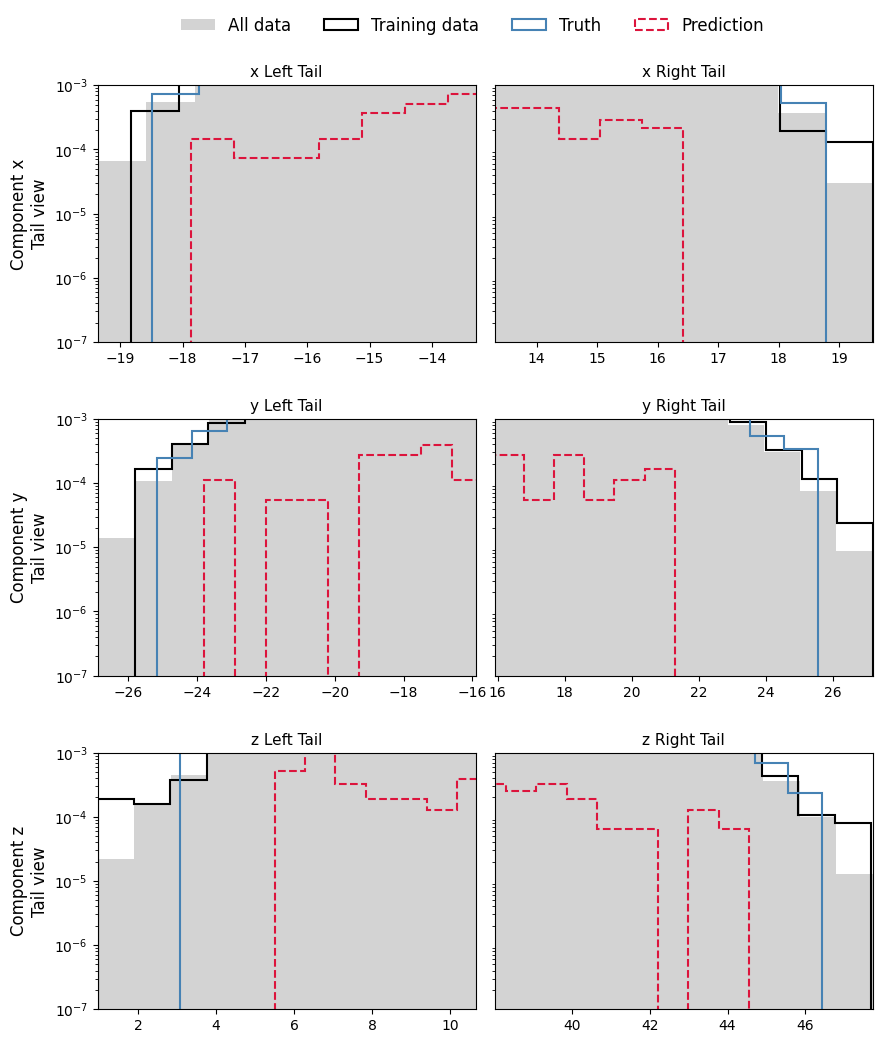 All data Training data Truth Prediction
x Left Tail x Right Tail
Component x
Tail view
10⁻³
10⁻⁴
10⁻⁵
10⁻⁶
10⁻⁷
−19 −18 −17 −16 −15 −14 14 15 16 17 18 19
y Left Tail y Right Tail
Component y
Tail view
10⁻³
10⁻⁴
10⁻⁵
10⁻⁶
10⁻⁷
−26 −24 −22 −20 −18 −16 16 18 20 22 24 26
z Left Tail z Right Tail
Component z
Tail view
10⁻³
10⁻⁴
10⁻⁵
10⁻⁶
10⁻⁷
2 4 6 8 10 40 42 44 46